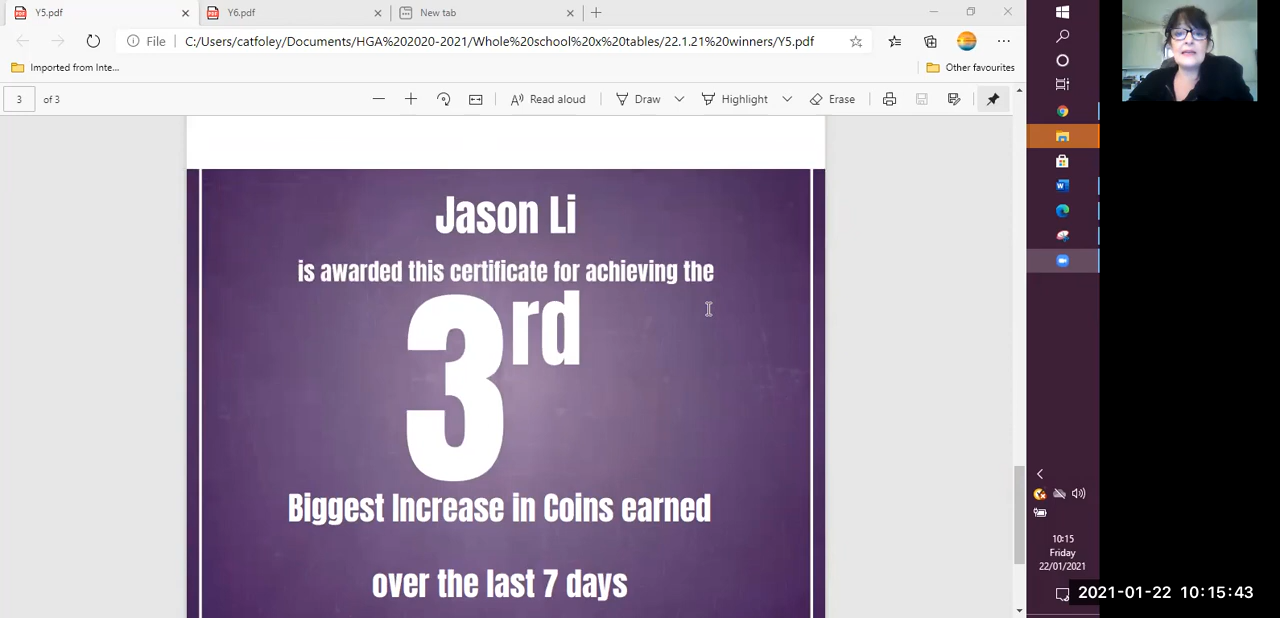 Y5.pdf
Y6.pdf
New tab
File
C:/Users/catfoley/Documents/HGA%202020-2021/Whole%20school%20x%20tables/22.1.21%20winners/Y5.pdf
Imported from Inte...
Other favourites
3 of 3
Read aloud
Draw
Highlight
Erase
Jason Li
is awarded this certificate for achieving the
3rd
Biggest Increase in Coins earned
over the last 7 days
10:15
Friday
22/01/2021
2021-01-22 10:15:43